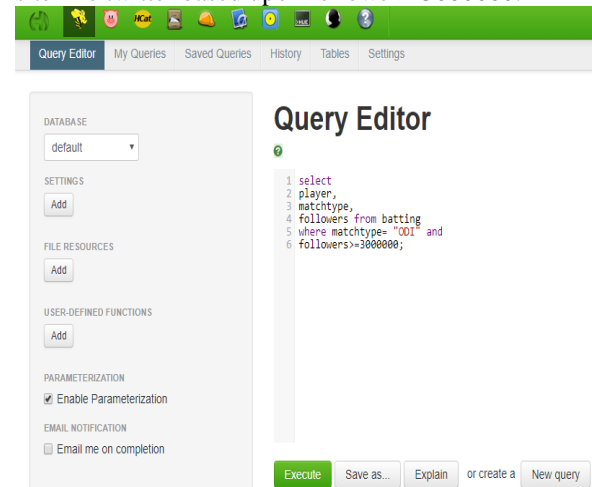 HCat
HUE
Query Editor My Queries Saved Queries History Tables Settings
DATABASE
default
SETTINGS
Add
FILE RESOURCES
Add
USER-DEFINED FUNCTIONS
Add
PARAMETERIZATION
Enable Parameterization
EMAIL NOTIFICATION
Email me on completion
Query Editor
1 select
2 player,
3 matchtype,
4 followers from batting
5 where matchtype= "ODI" and
6 followers>=3000000;
Execute Save as... Explain or create a New query